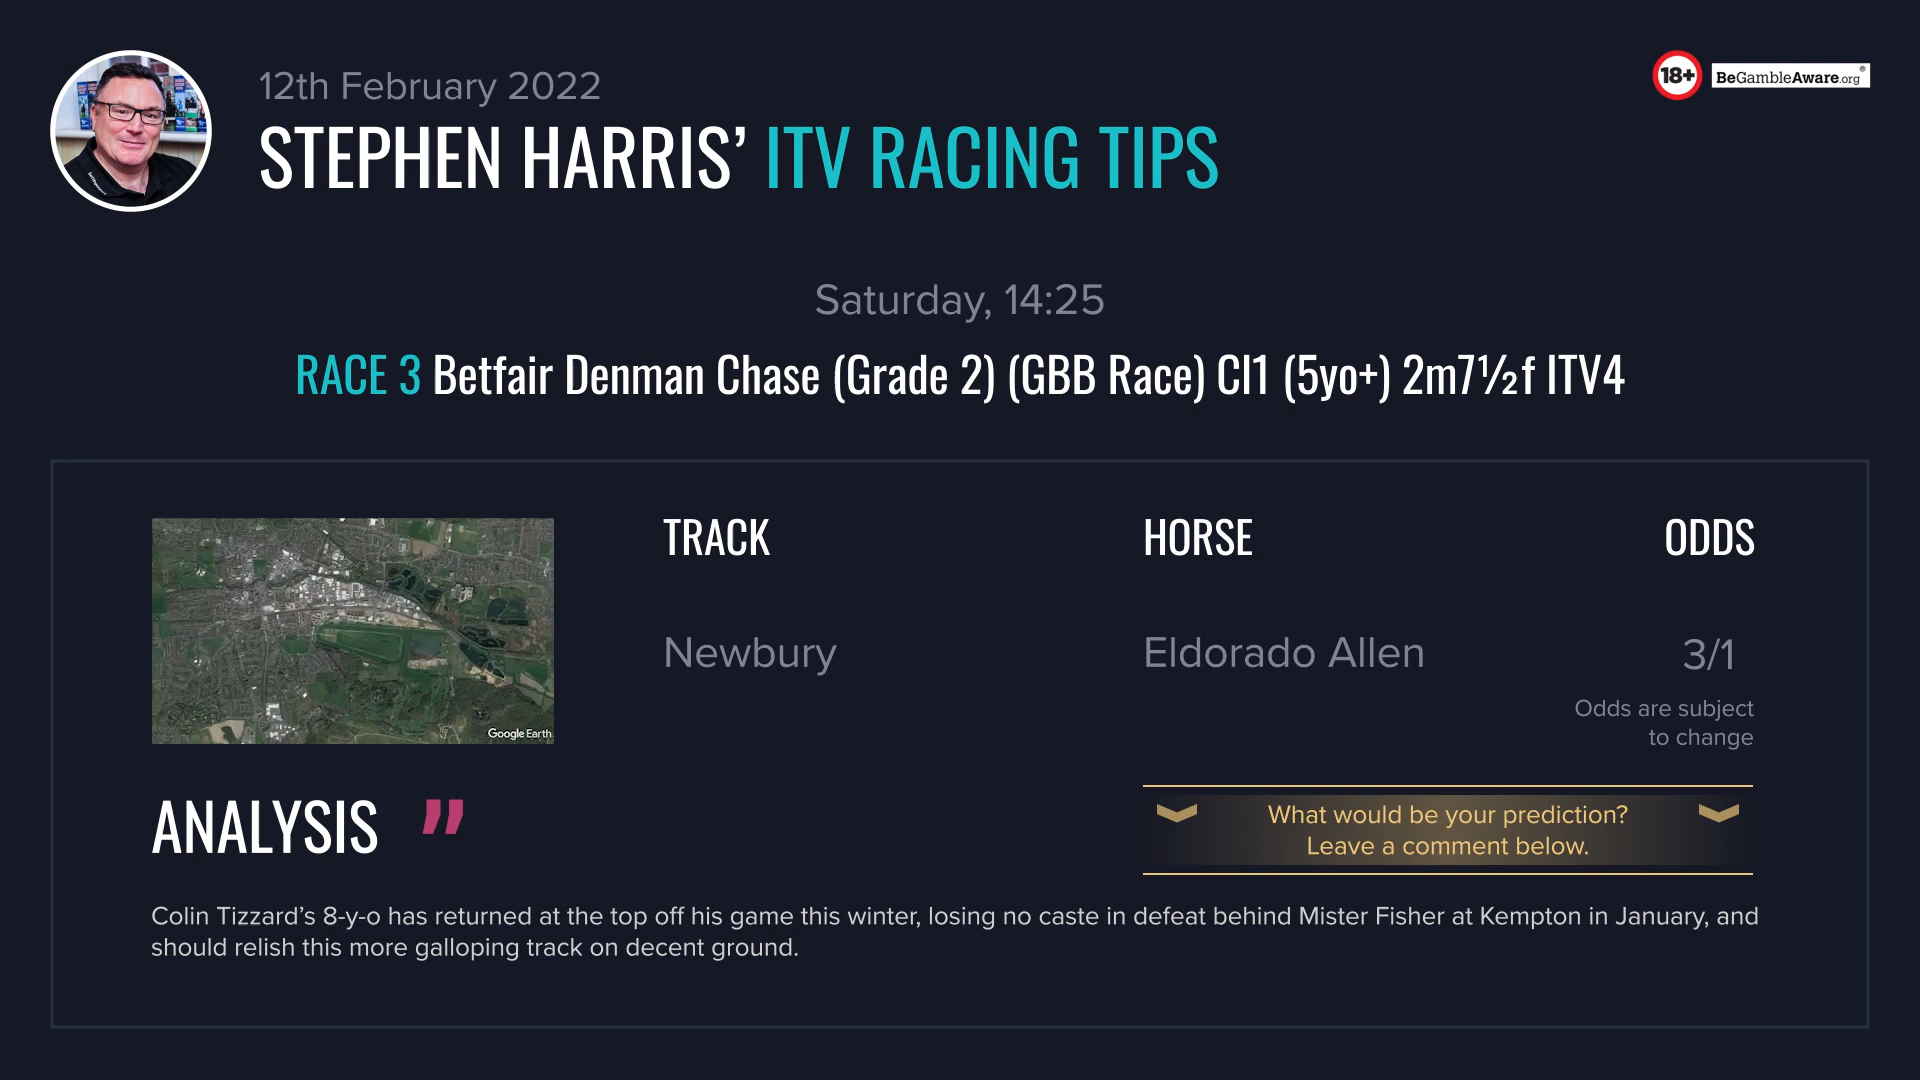 12th February 2022
STEPHEN HARRIS’ ITV RACING TIPS
18+
BeGambleAware.org®
Saturday, 14:25
RACE 3 Betfair Denman Chase (Grade 2) (GBB Race) Cl1 (5yo+) 2m7½f ITV4
TRACK
HORSE
ODDS
Newbury
Eldorado Allen
3/1
Odds are subject
to change
Google Earth
ANALYSIS ”
What would be your prediction?
Leave a comment below.
Colin Tizzard’s 8-y-o has returned at the top off his game this winter, losing no caste in defeat behind Mister Fisher at Kempton in January, and
should relish this more galloping track on decent ground.